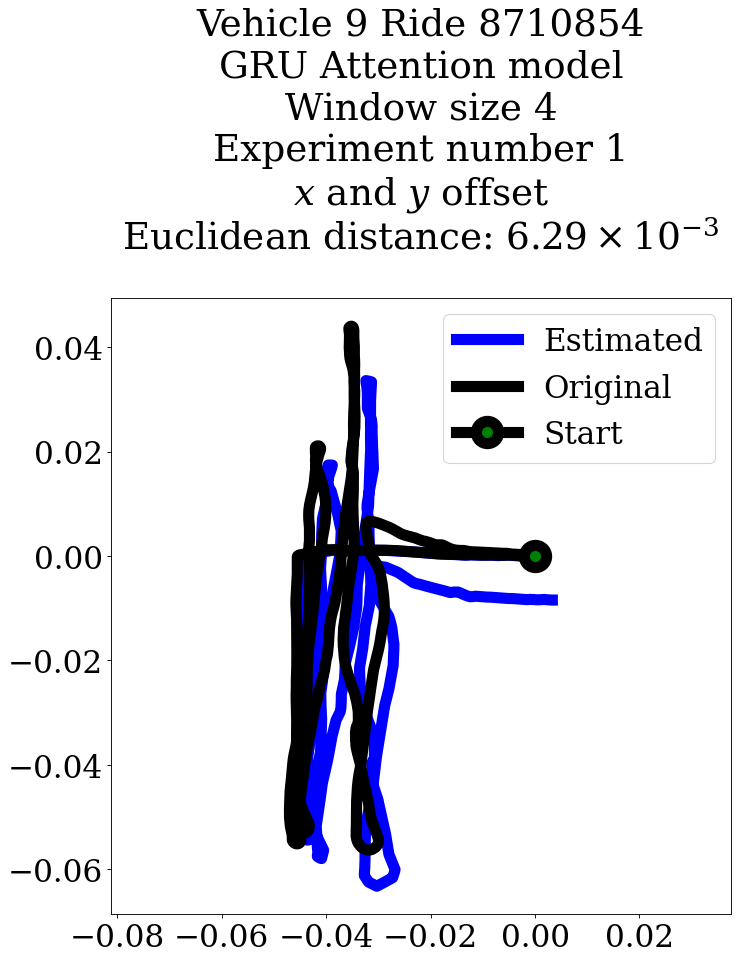 Vehicle 9 Ride 8710854
GRU Attention model
Window size 4
Experiment number 1
x and y offset
Euclidean distance: 6.29 × 10⁻³
Estimated
Original
Start
0.04
0.02
0.00
−0.02
−0.04
−0.06
−0.08 −0.06 −0.04 −0.02 0.00 0.02